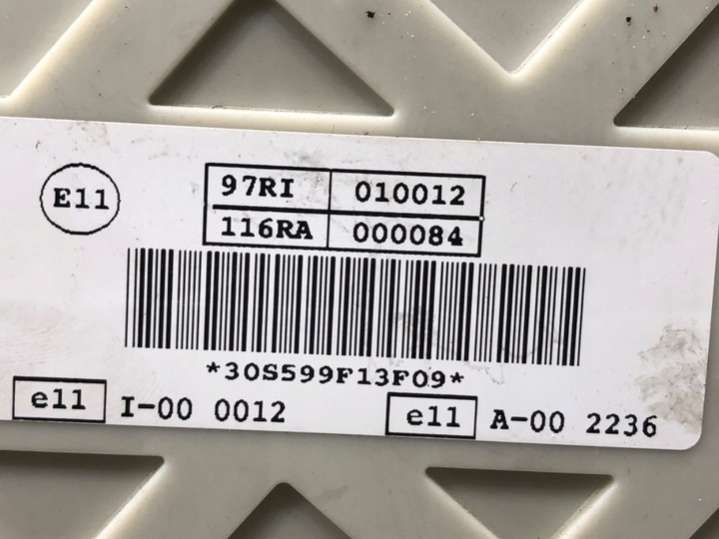 E11
97RI 010012
116RA 000084
*30S599F13F09*
e11 I-00 0012 e11 A-00 2236